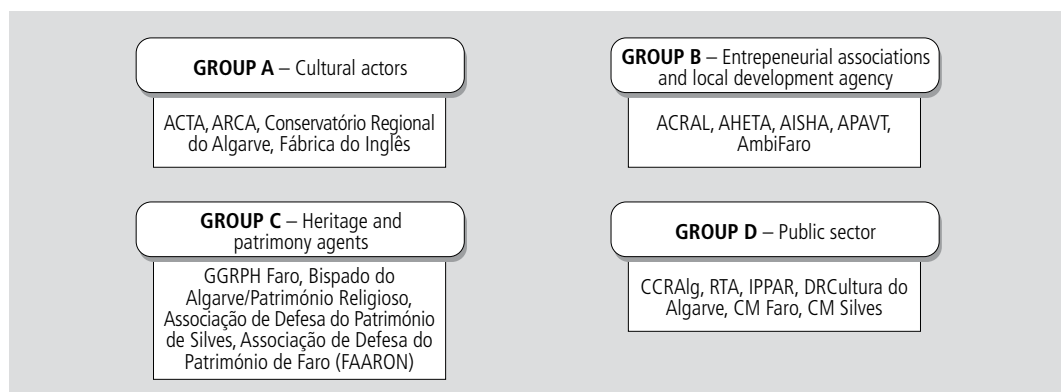 GROUP A – Cultural actors
ACTA, ARCA, Conservatório Regional
do Algarve, Fábrica do Inglês
GROUP B – Entrepeneurial associations
and local development agency
ACRAL, AHETA, AISHA, APAVT,
AmbiFaro
GROUP C – Heritage and
patrimony agents
GGRPH Faro, Bispado do
Algarve/Património Religioso,
Associação de Defesa do Património
de Silves, Associação de Defesa do
Património de Faro (FAARON)
GROUP D – Public sector
CCRAlg, RTA, IPPAR, DRCultura do
Algarve, CM Faro, CM Silves